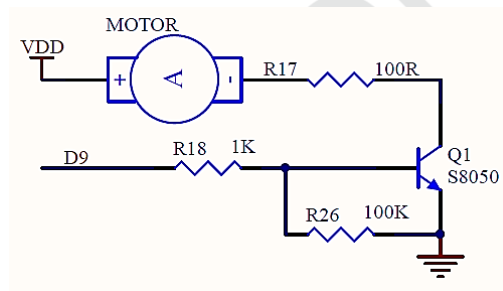 MOTOR
VDD
+ A -
R17 100R
D9
R18 1K
Q1
S8050
R26 100K